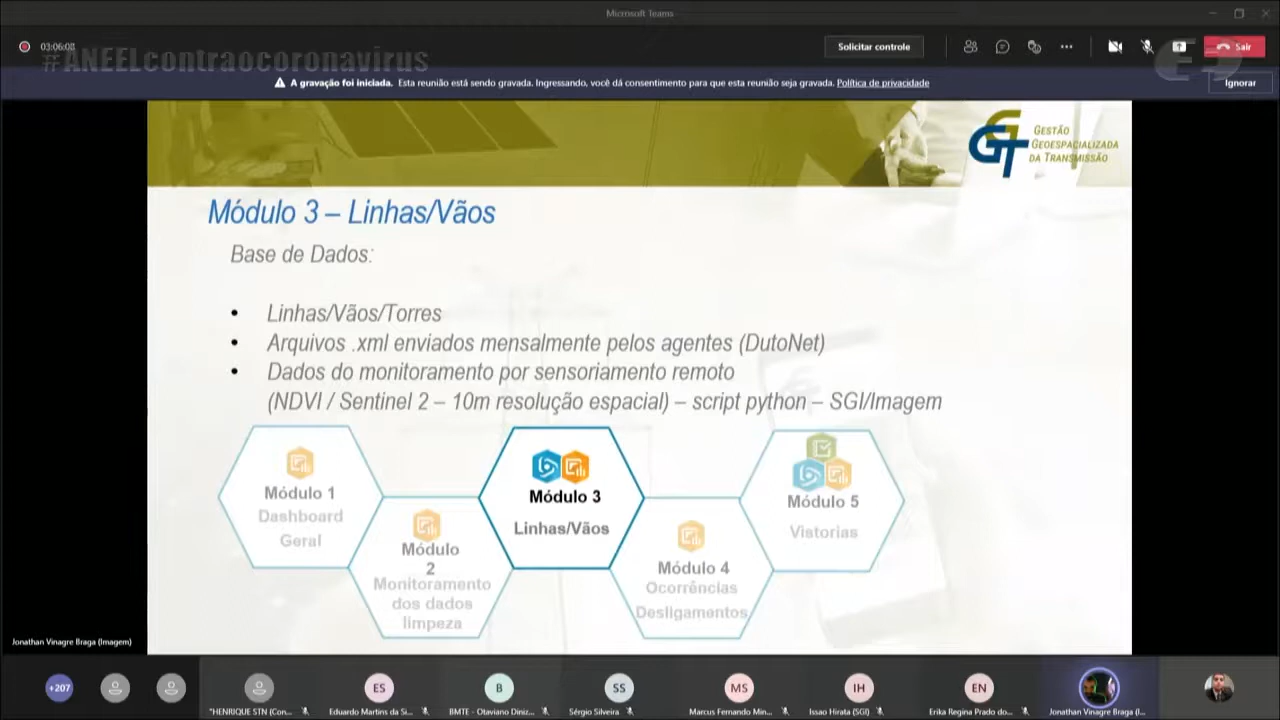 Microsoft Teams
03:06:08
#ANEELcontraocoronavirus
Solicitar controle
Sair
A gravação foi iniciada. Esta reunião está sendo gravada. Ingressando, você dá consentimento para que esta reunião seja gravada. Política de privacidade
Ignorar
GGT
GESTÃO
GEOESPACIALIZADA
DA TRANSMISSÃO
Módulo 3 – Linhas/Vãos
Base de Dados:
• Linhas/Vãos/Torres
• Arquivos .xml enviados mensalmente pelos agentes (DutoNet)
• Dados do monitoramento por sensoriamento remoto
(NDVI / Sentinel 2 – 10m resolução espacial) – script python – SGI/Imagem
Módulo 1
Dashboard
Geral
Módulo
2
Monitoramento
dos dados
limpeza
Módulo 3
Linhas/Vãos
Módulo 4
Ocorrências
Desligamentos
Módulo 5
Vistorias
Jonathan Vinagre Braga (Imagem)
+207
"HENRIQUE STN (Con...
ES
Eduardo Martins da Si...
B
BMTE - Otaviano Diniz...
SS
Sérgio Silveira
MS
Marcus Fernando Min...
IH
Issao Hirata (SGI)
EN
Erika Regina Prado do...
Jonathan Vinagre Braga (I...